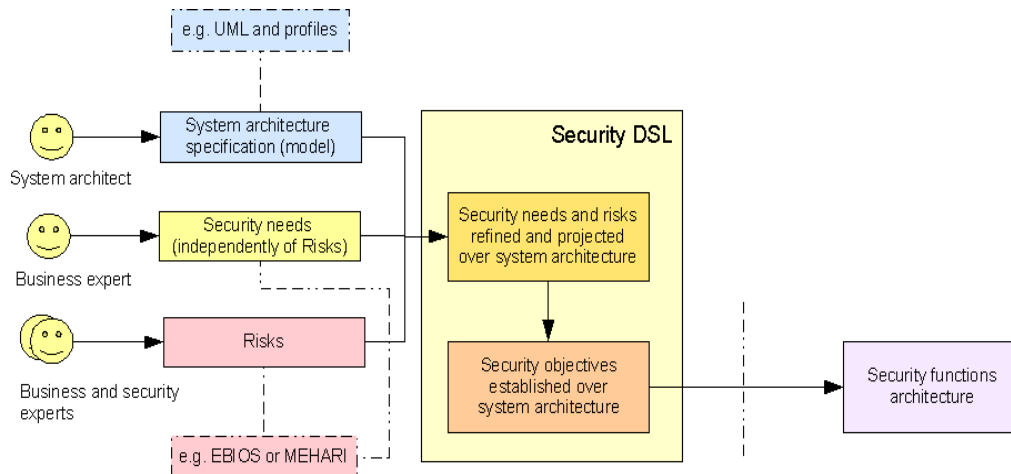 e.g. UML and profiles
System architecture
specification (model)
System architect
Security needs
(independently of Risks)
Business expert
Risks
Business and security
experts
e.g. EBIOS or MEHARI
Security DSL
Security needs and risks
refined and projected
over system architecture
Security objectives
established over
system architecture
Security functions
architecture